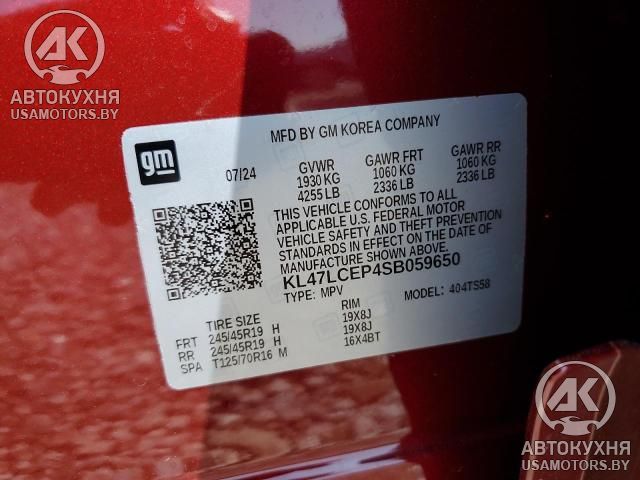 AK
АВТОКУХНЯ
USAMOTORS.BY
MFD BY GM KOREA COMPANY
gm
07/24
GVWR GAWR FRT GAWR RR
1930 KG 1060 KG 1060 KG
4255 LB 2336 LB 2336 LB
THIS VEHICLE CONFORMS TO ALL
APPLICABLE U.S. FEDERAL MOTOR
VEHICLE SAFETY AND THEFT PREVENTION
STANDARDS IN EFFECT ON THE DATE OF
MANUFACTURE SHOWN ABOVE.
KL47LCEP4SB059650
TYPE: MPV MODEL: 404TS58
TIRE SIZE RIM
FRT 245/45R19 H 19X8J
RR 245/45R19 H 19X8J
SPA T125/70R16 M 16X4BT
AK
АВТОКУХНЯ
USAMOTORS.BY